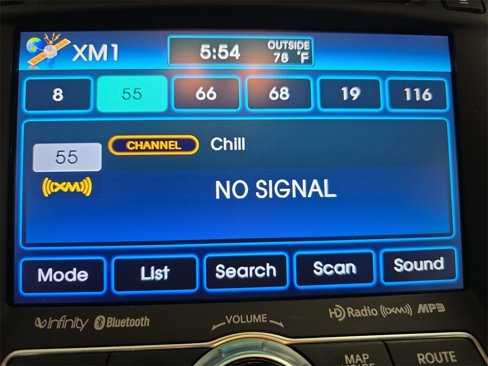 XM1
5:54
OUTSIDE
78 °F
8 55 66 68 19 116
55
CHANNEL Chill
((XM))
NO SIGNAL
Mode List Search Scan Sound
infinity Bluetooth
VOLUME
HD Radio ((XM)) MP3
MAP
ROUTE